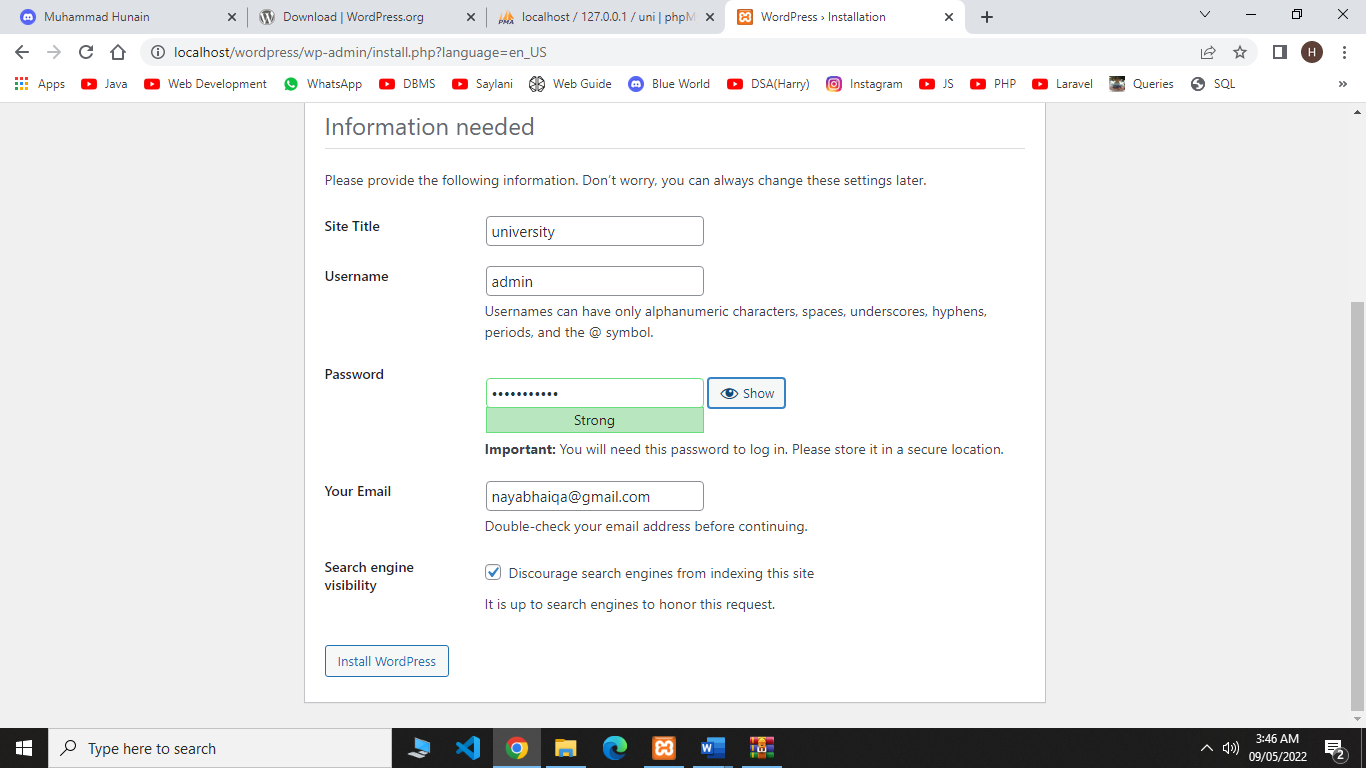 Muhammad Hunain
Download | WordPress.org
localhost / 127.0.0.1 / uni | phpM
WordPress › Installation
localhost/wordpress/wp-admin/install.php?language=en_US
H
Apps
Java
Web Development
WhatsApp
DBMS
Saylani
Web Guide
Blue World
DSA(Harry)
Instagram
JS
PHP
Laravel
Queries
SQL
»
Information needed
Please provide the following information. Don’t worry, you can always change these settings later.
Site Title
university
Username
admin
Usernames can have only alphanumeric characters, spaces, underscores, hyphens,
periods, and the @ symbol.
Password
•••••••••••
Show
Strong
Important: You will need this password to log in. Please store it in a secure location.
Your Email
nayabhaiqa@gmail.com
Double-check your email address before continuing.
Search engine
visibility
Discourage search engines from indexing this site
It is up to search engines to honor this request.
Install WordPress
Type here to search
3:46 AM
09/05/2022
2